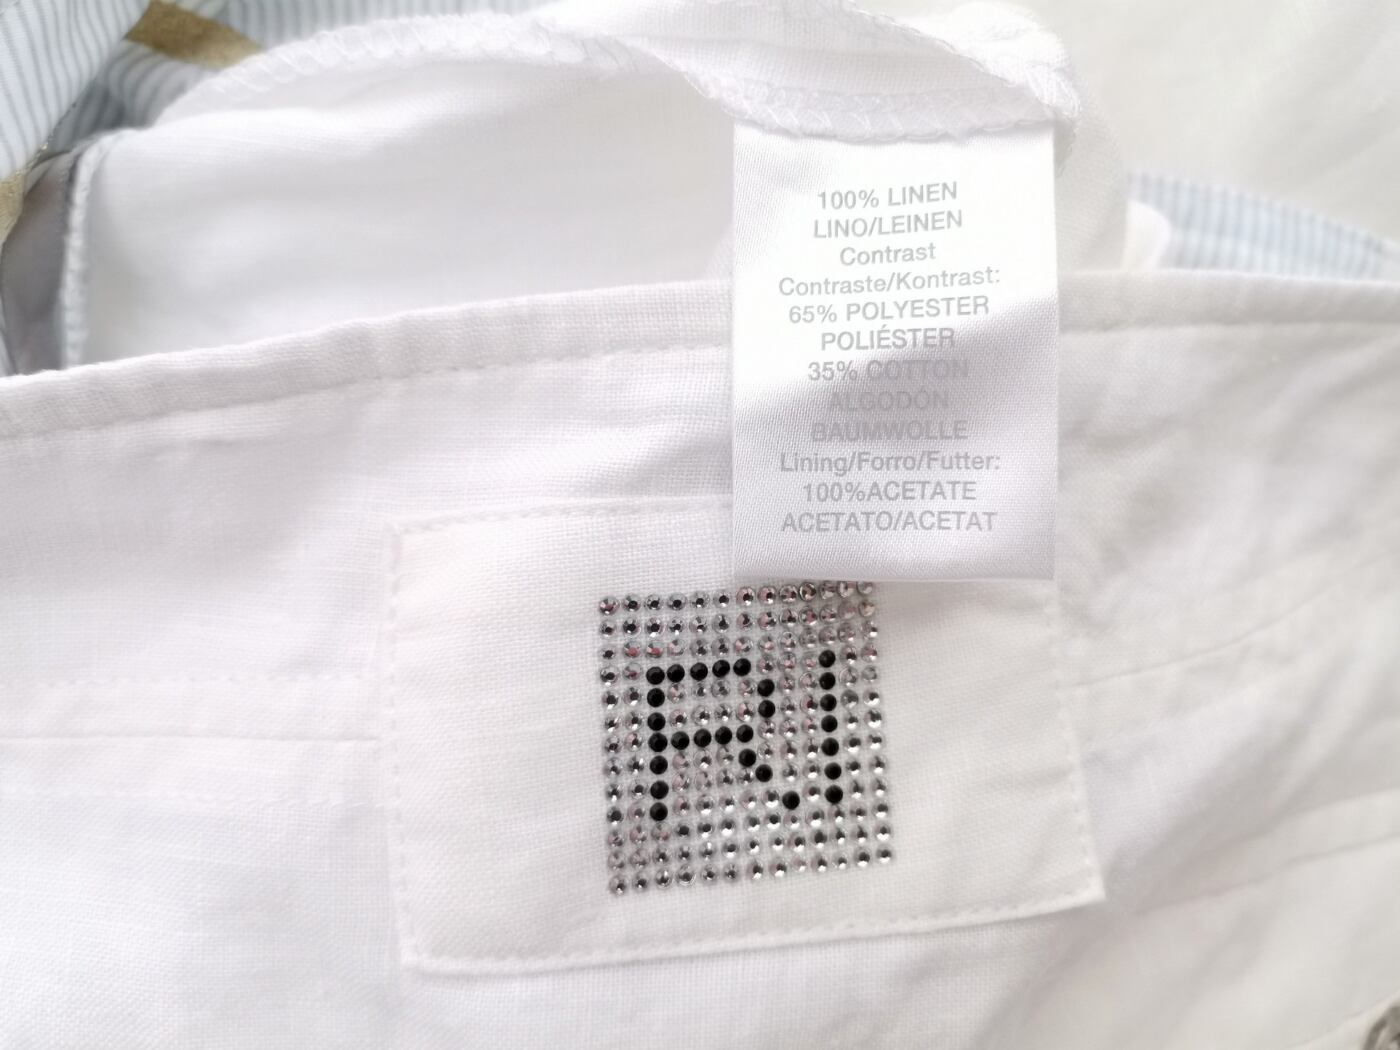 100% LINEN
LINO/LEINEN
Contrast
Contraste/Kontrast:
65% POLYESTER
POLIÉSTER
35% COTTON
ALGODÓN
BAUMWOLLE
Lining/Forro/Futter:
100%ACETATE
ACETATO/ACETAT
RJ